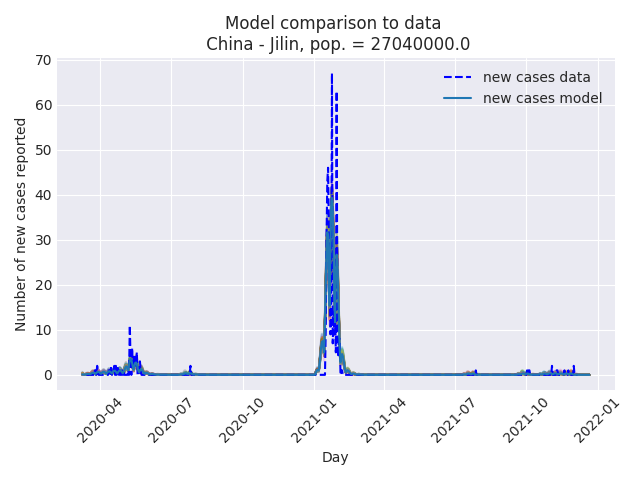 Model comparison to data
China - Jilin, pop. = 27040000.0
new cases data
new cases model
Number of new cases reported
70
60
50
40
30
20
10
0
2020-04
2020-07
2020-10
2021-01
2021-04
2021-07
2021-10
2022-01
Day